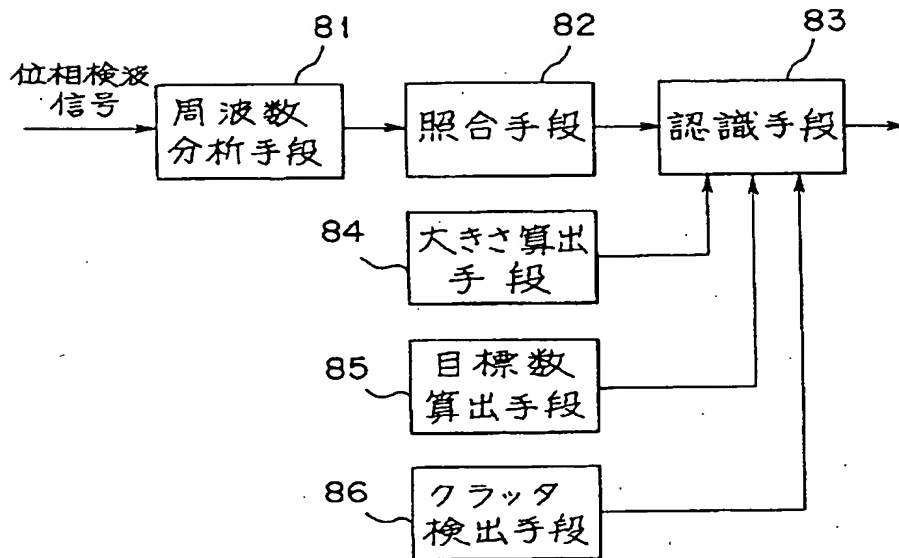 81
82
83
位相検波
信号
周波数
分析手段
照合手段
認識手段
84
大きさ算出
手段
85
目標数
算出手段
86
クラッタ
検出手段